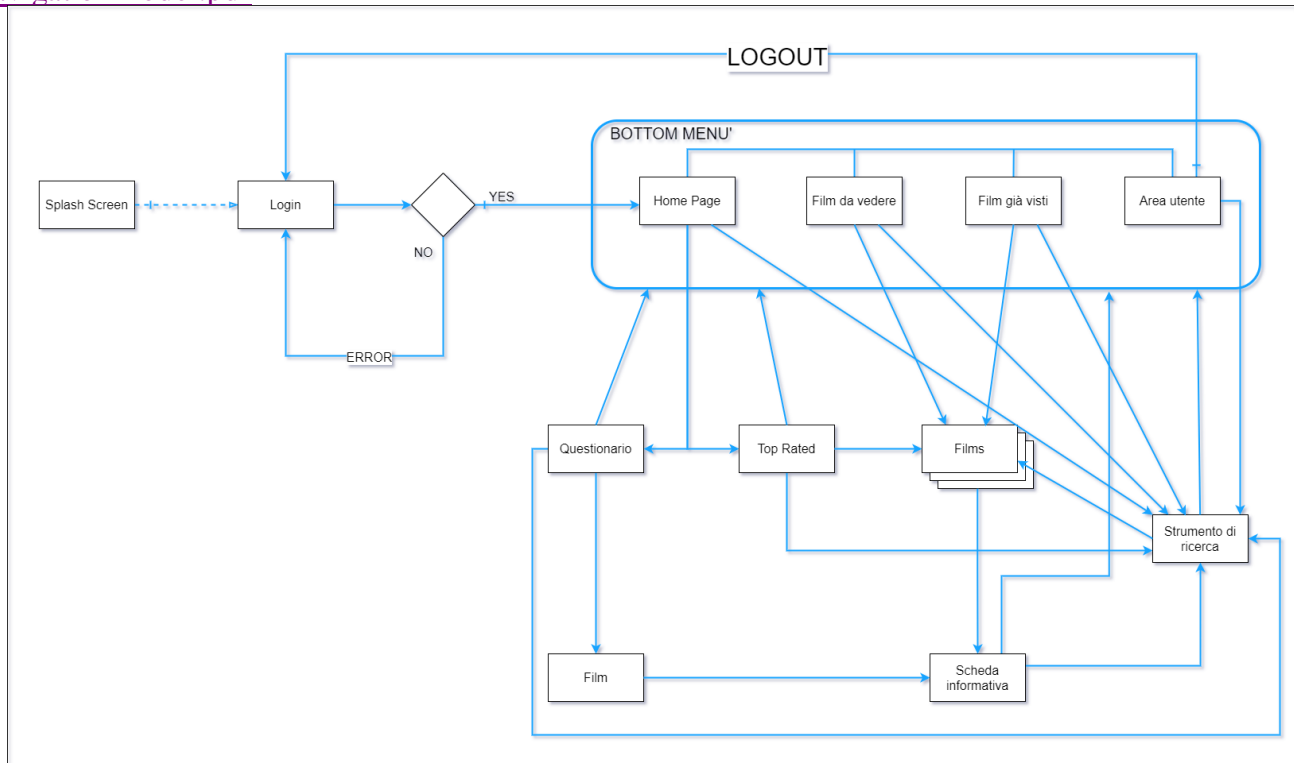 LOGOUT
BOTTOM MENU'
Splash Screen
Login
YES
Home Page
Film da vedere
Film già visti
Area utente
NO
ERROR
Questionario
Top Rated
Films
Strumento di
ricerca
Film
Scheda
informativa